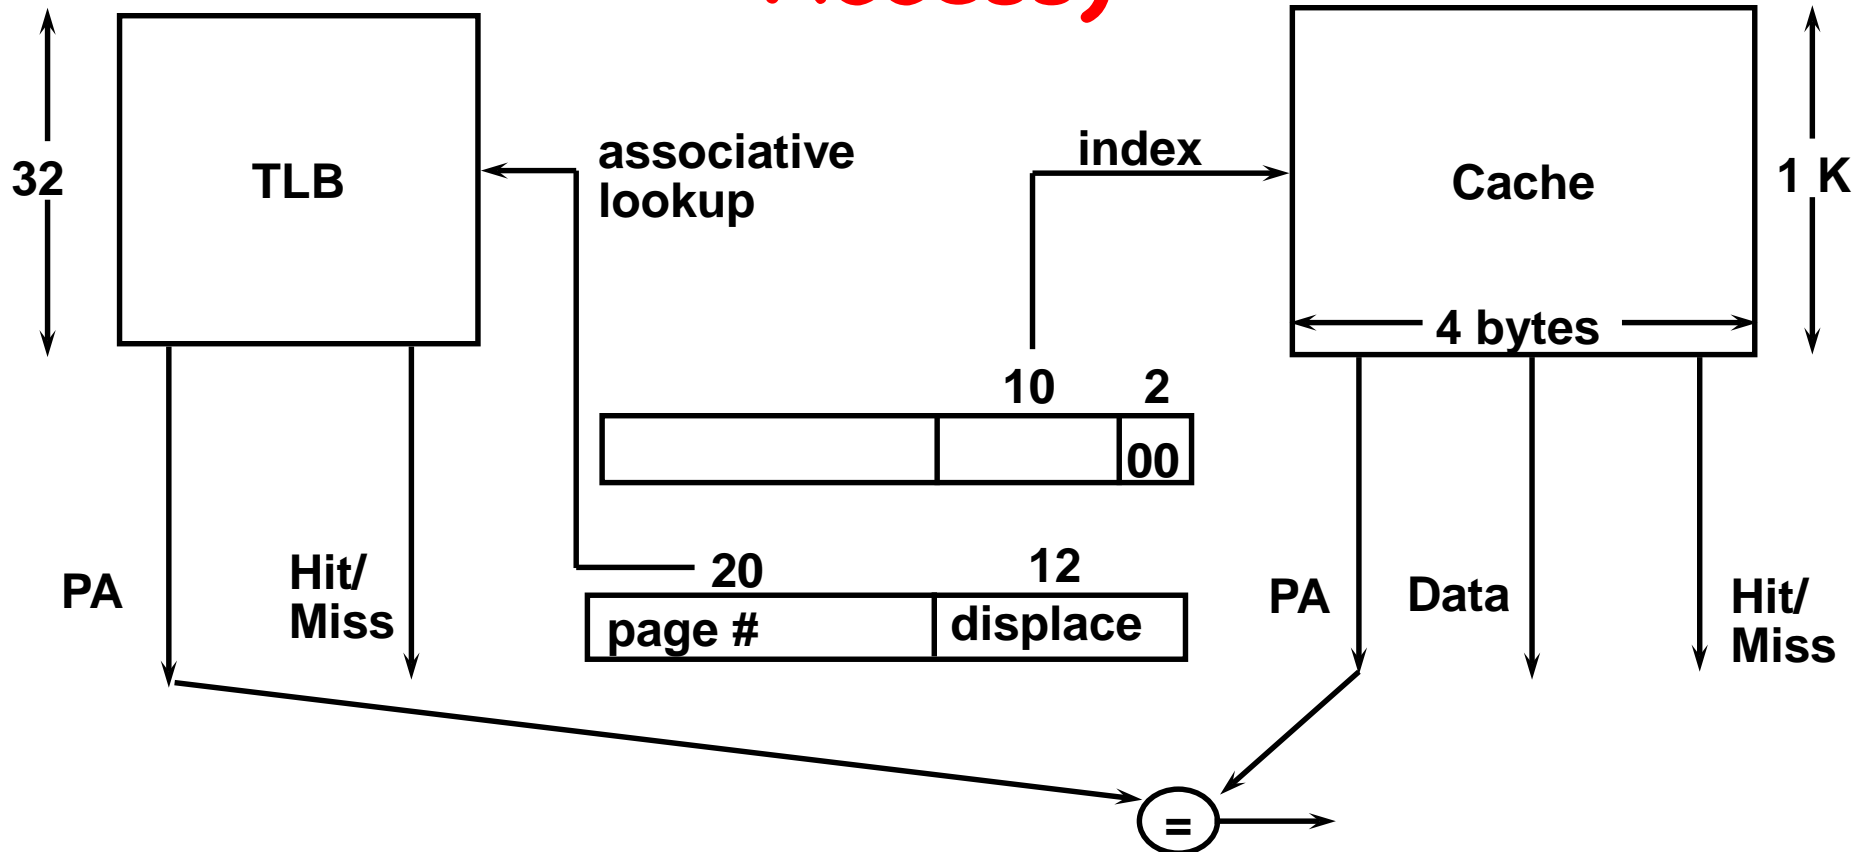 Access)
32
TLB
associative
lookup
index
Cache
1 K
4 bytes
10
2
00
20
12
page #
displace
PA
Hit/
Miss
PA
Data
Hit/
Miss
=